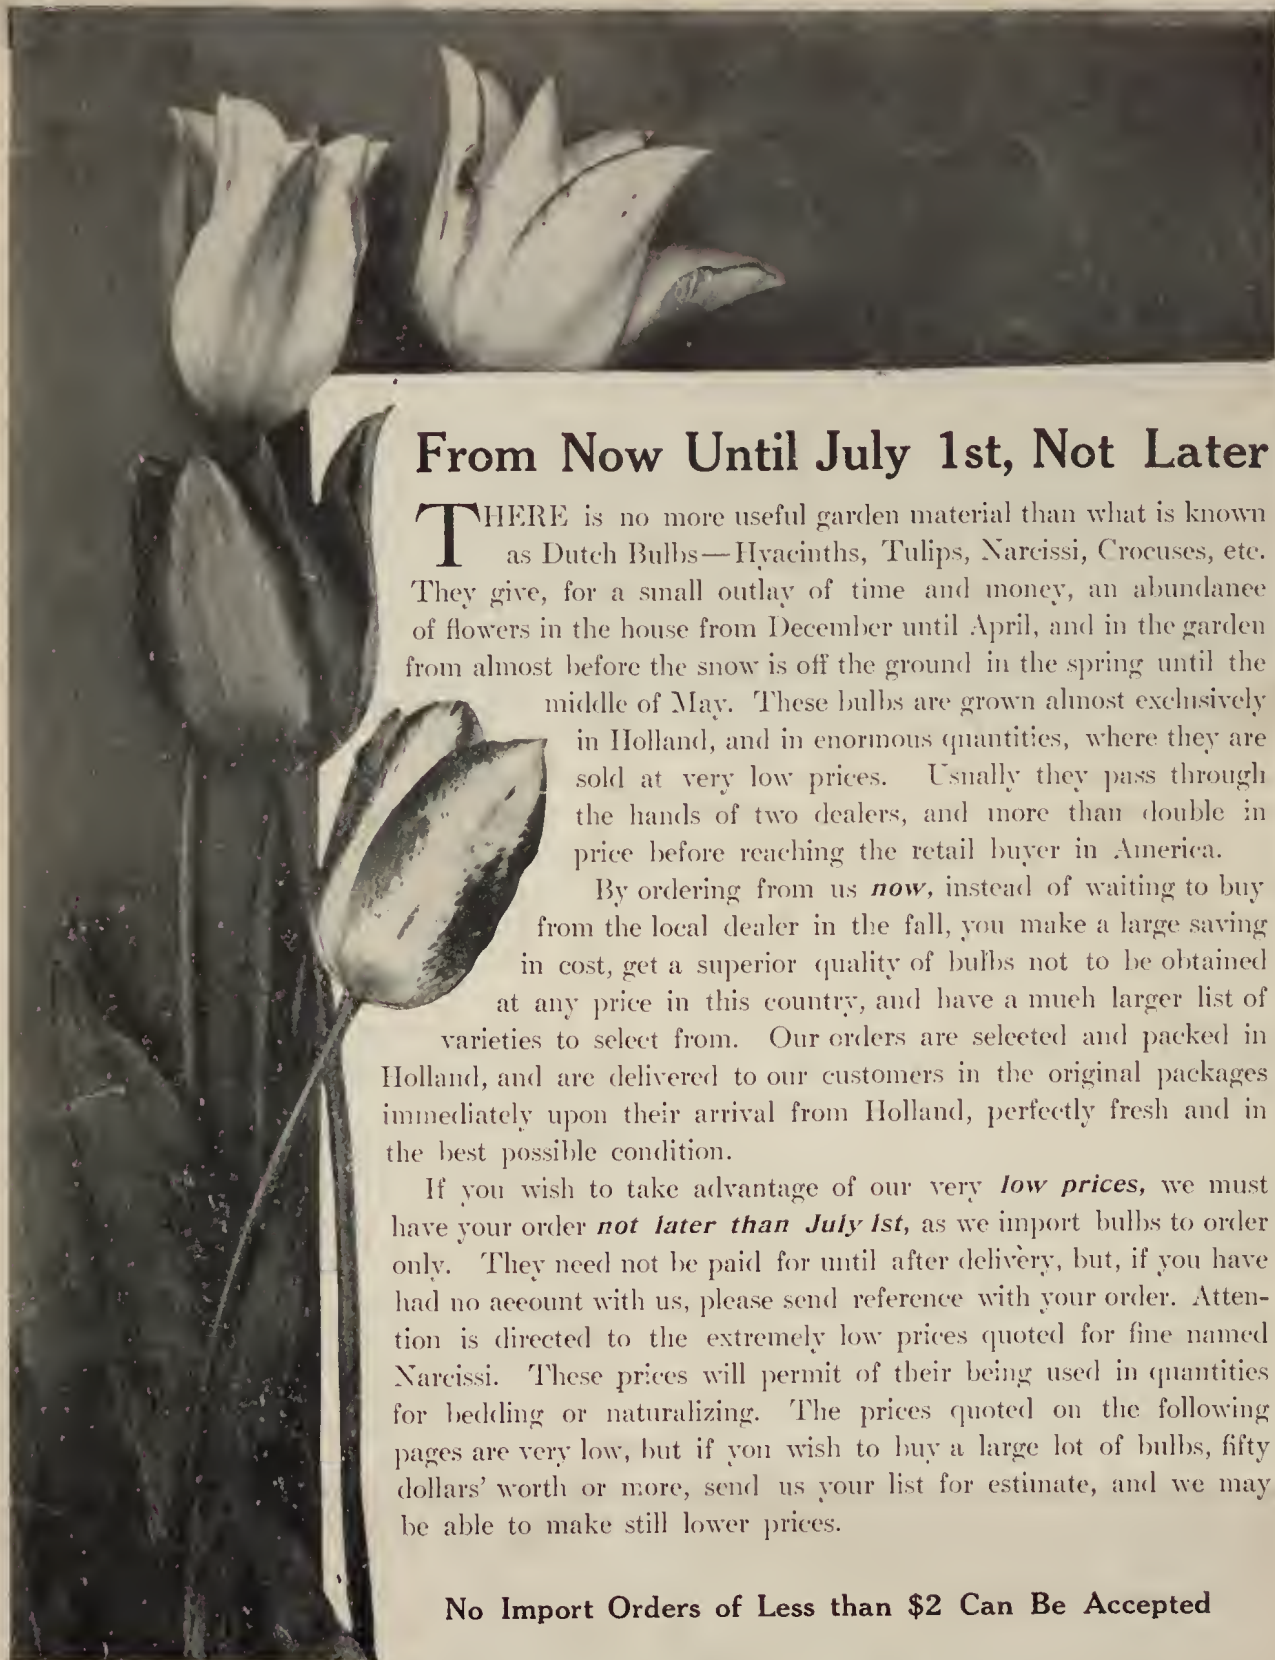 From Now Until July 1st, Not Later
THERE is no more useful garden material than what is known
as Dutch Bulbs—Hyacinths, Tulips, Narcissi, Crocuses, etc.
They give, for a small outlay of time and money, an abundance
of flowers in the house from December until April, and in the garden
from almost before the snow is off the ground in the spring until the
middle of May. These bulbs are grown almost exclusively
in Holland, and in enormous quantities, where they are
sold at very low prices. Usually they pass through
the hands of two dealers, and more than double in
price before reaching the retail buyer in America.
By ordering from us now, instead of waiting to buy
from the local dealer in the fall, you make a large saving
in cost, get a superior quality of bulbs not to be obtained
at any price in this country, and have a much larger list of
varieties to select from. Our orders are selected and packed in
Holland, and are delivered to our customers in the original packages
immediately upon their arrival from Holland, perfectly fresh and in
the best possible condition.
If you wish to take advantage of our very low prices, we must
have your order not later than July 1st, as we import bulbs to order
only. They need not be paid for until after delivery, but, if you have
had no account with us, please send reference with your order. Atten-
tion is directed to the extremely low prices quoted for fine named
Narcissi. These prices will permit of their being used in quantities
for bedding or naturalizing. The prices quoted on the following
pages are very low, but if you wish to buy a large lot of bulbs, fifty
dollars' worth or more, send us your list for estimate, and we may
be able to make still lower prices.
No Import Orders of Less than $2 Can Be Accepted